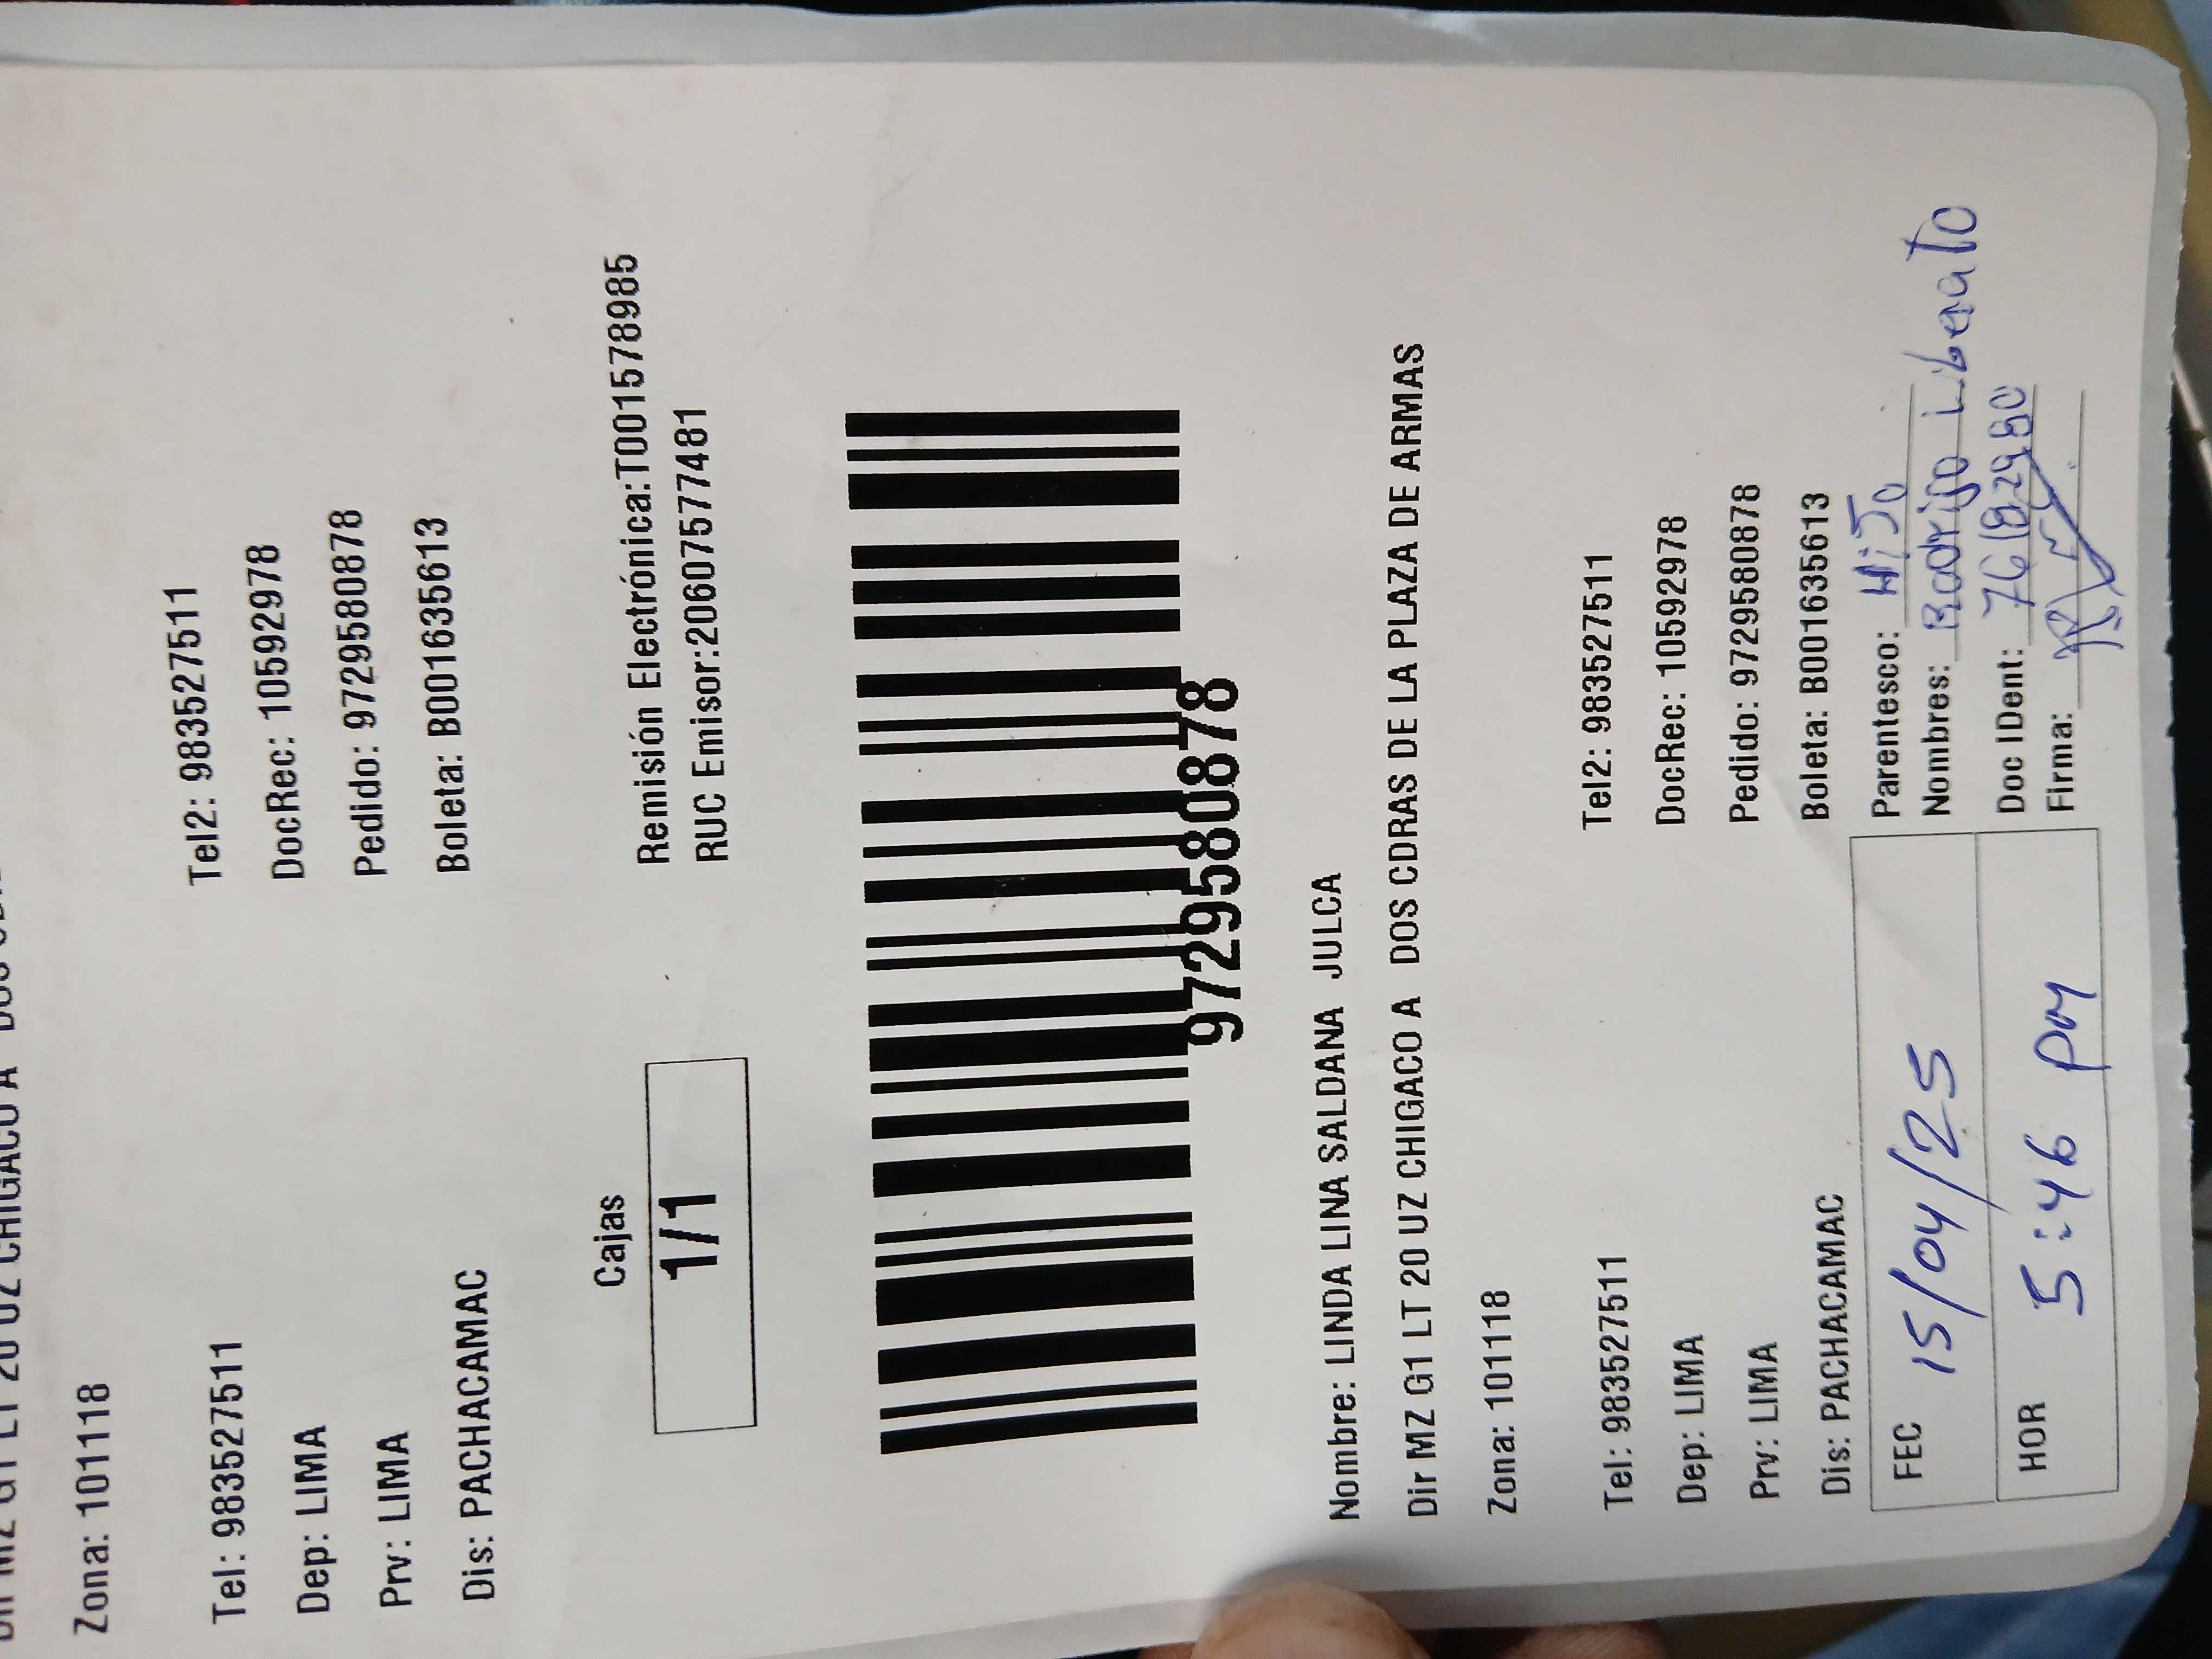 Zona: 101118
Tel: 983527511 Tel2: 983527511
Dep: LIMA DocRec: 10592978
Prv: LIMA Pedido: 9729580878
Dis: PACHACAMAC Boleta: B001635613
Cajas Remisión Electrónica:T001578985
1/1 RUC Emisor:20607577481
9729580878
Nombre: LINDA LINA SALDANA JULCA
Dir MZ G1 LT 20 UZ CHIGACO A DOS CDRAS DE LA PLAZA DE ARMAS
Zona: 101118
Tel: 983527511 Tel2: 983527511
Dep: LIMA DocRec: 10592978
Prv: LIMA Pedido: 9729580878
Dis: PACHACAMAC Boleta: B001635613
FEC 15/04/25 Parentesco: HiJo
Nombres: Rodrigo
HOR 5:46 pm Doc IDent:
Firma: